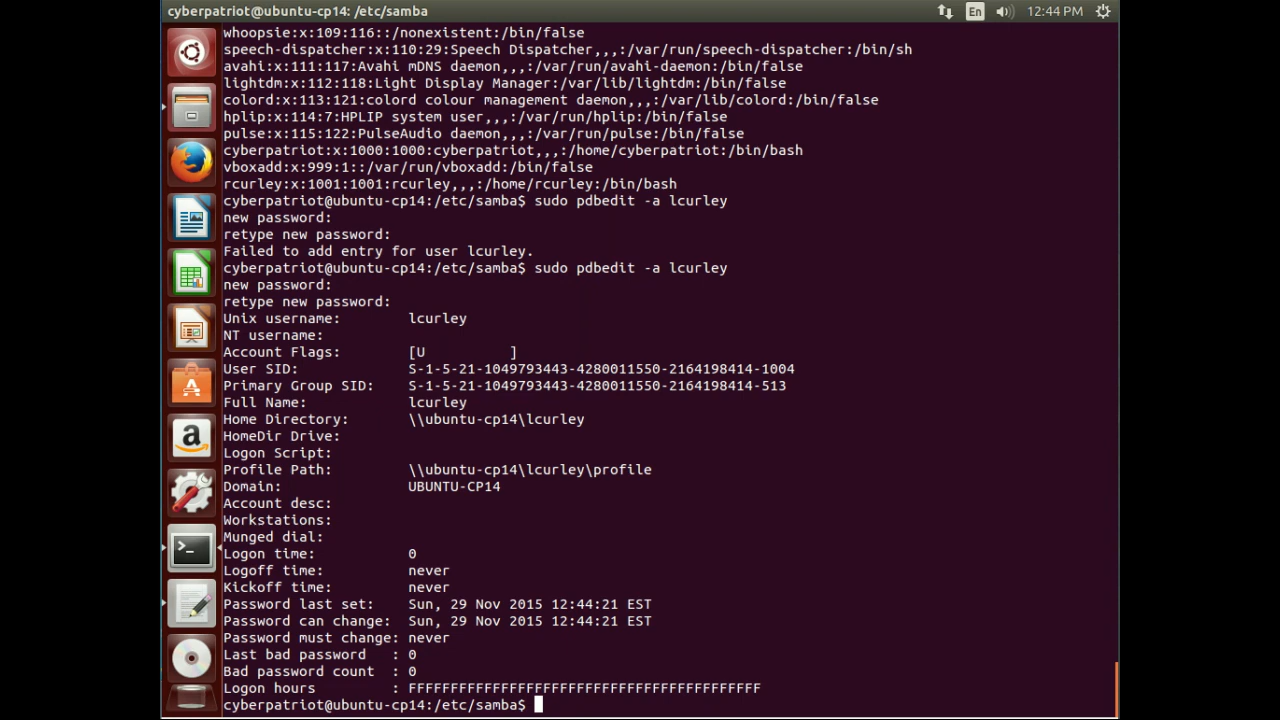 cyberpatriot@ubuntu-cp14: /etc/samba
En
12:44 PM
whoopsie:x:109:116::/nonexistent:/bin/false
speech-dispatcher:x:110:29:Speech Dispatcher,,,:/var/run/speech-dispatcher:/bin/sh
avahi:x:111:117:Avahi mDNS daemon,,,:/var/run/avahi-daemon:/bin/false
lightdm:x:112:118:Light Display Manager:/var/lib/lightdm:/bin/false
colord:x:113:121:colord colour management daemon,,,:/var/lib/colord:/bin/false
hplip:x:114:7:HPLIP system user,,,:/var/run/hplip:/bin/false
pulse:x:115:122:PulseAudio daemon,,,:/var/run/pulse:/bin/false
cyberpatriot:x:1000:1000:cyberpatriot,,,:/home/cyberpatriot:/bin/bash
vboxadd:x:999:1::/var/run/vboxadd:/bin/false
rcurley:x:1001:1001:rcurley,,,:/home/rcurley:/bin/bash
cyberpatriot@ubuntu-cp14:/etc/samba$ sudo pdbedit -a lcurley
new password:
retype new password:
Failed to add entry for user lcurley.
cyberpatriot@ubuntu-cp14:/etc/samba$ sudo pdbedit -a lcurley
new password:
retype new password:
Unix username:        lcurley
NT username:
Account Flags:        [U          ]
User SID:             S-1-5-21-1049793443-4280011550-2164198414-1004
Primary Group SID:    S-1-5-21-1049793443-4280011550-2164198414-513
Full Name:            lcurley
Home Directory:       \\ubuntu-cp14\lcurley
HomeDir Drive:
Logon Script:
Profile Path:         \\ubuntu-cp14\lcurley\profile
Domain:               UBUNTU-CP14
Account desc:
Workstations:
Munged dial:
Logon time:           0
Logoff time:          never
Kickoff time:         never
Password last set:    Sun, 29 Nov 2015 12:44:21 EST
Password can change:  Sun, 29 Nov 2015 12:44:21 EST
Password must change: never
Last bad password   : 0
Bad password count  : 0
Logon hours         : FFFFFFFFFFFFFFFFFFFFFFFFFFFFFFFFFFFFFFFFFF
cyberpatriot@ubuntu-cp14:/etc/samba$